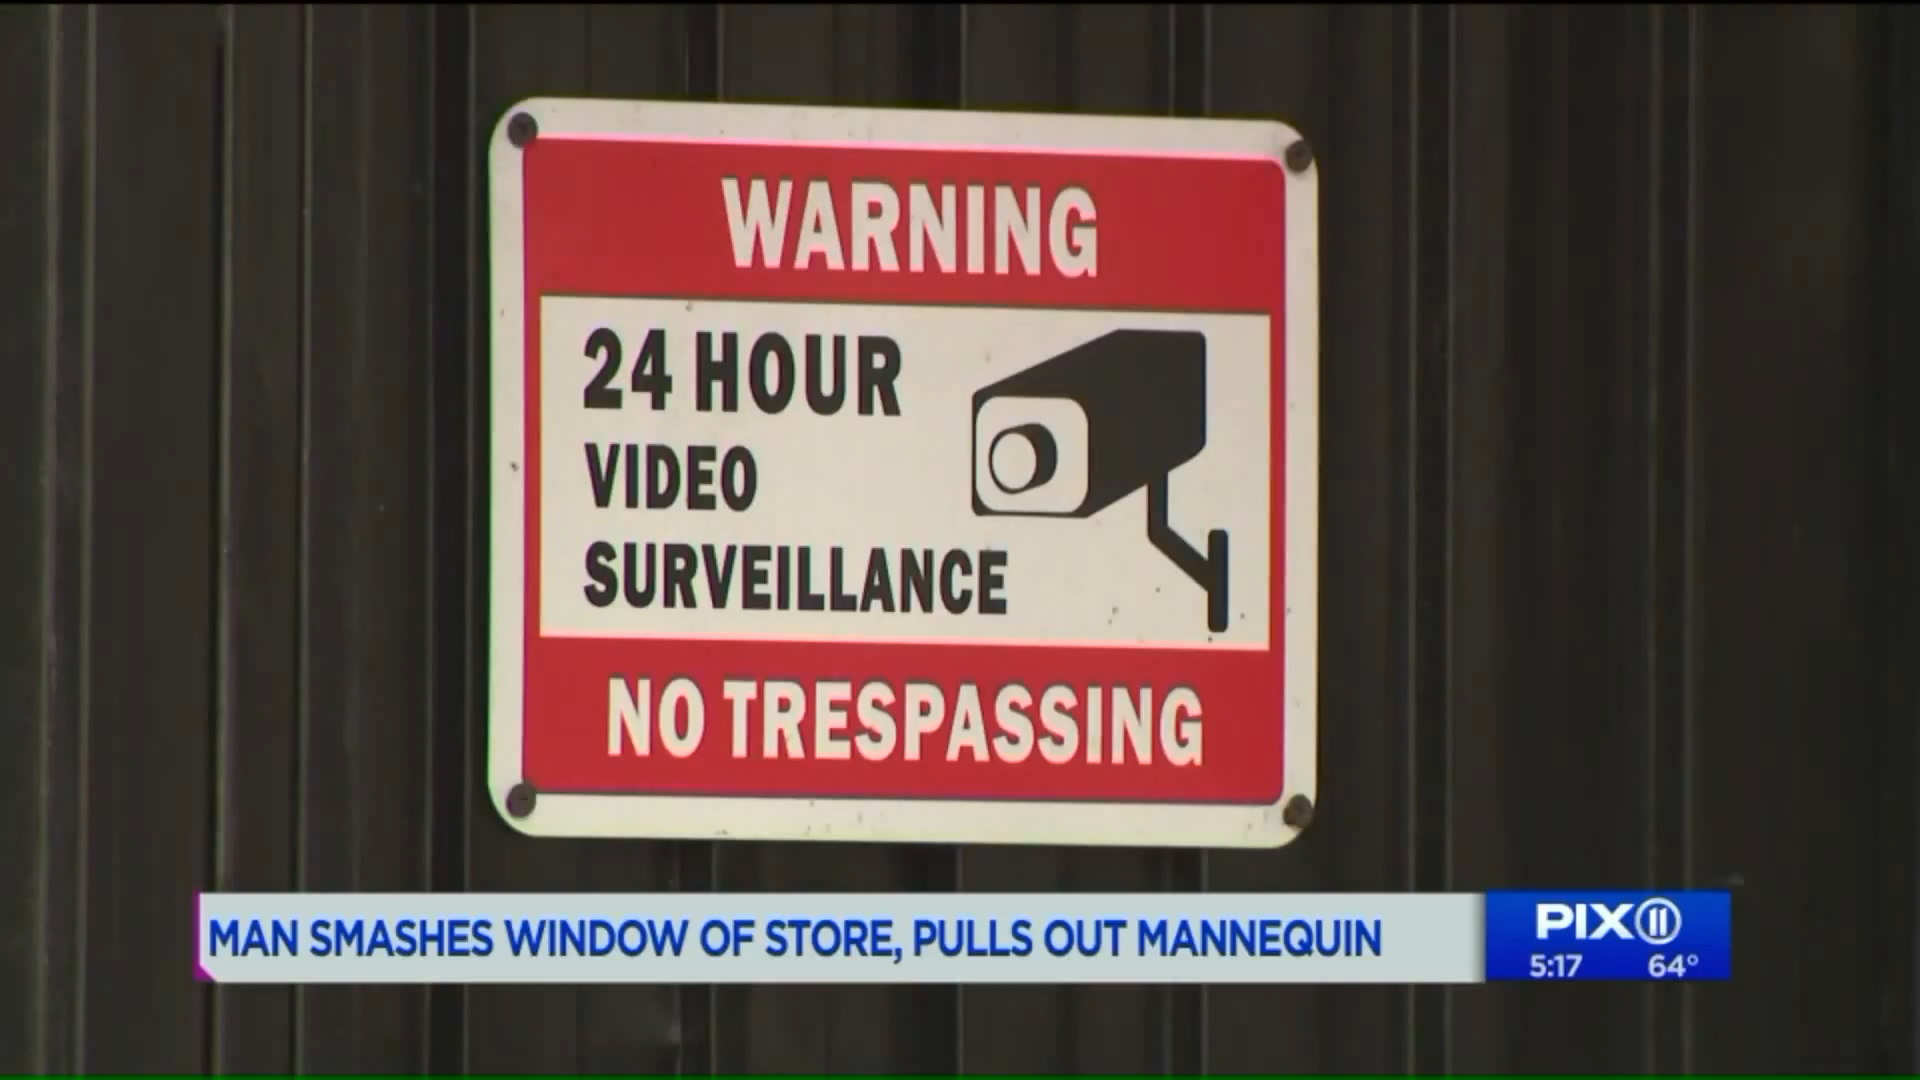 WARNING
24 HOUR
VIDEO
SURVEILLANCE
NO TRESPASSING
MAN SMASHES WINDOW OF STORE, PULLS OUT MANNEQUIN
PIX11
5:17 64°